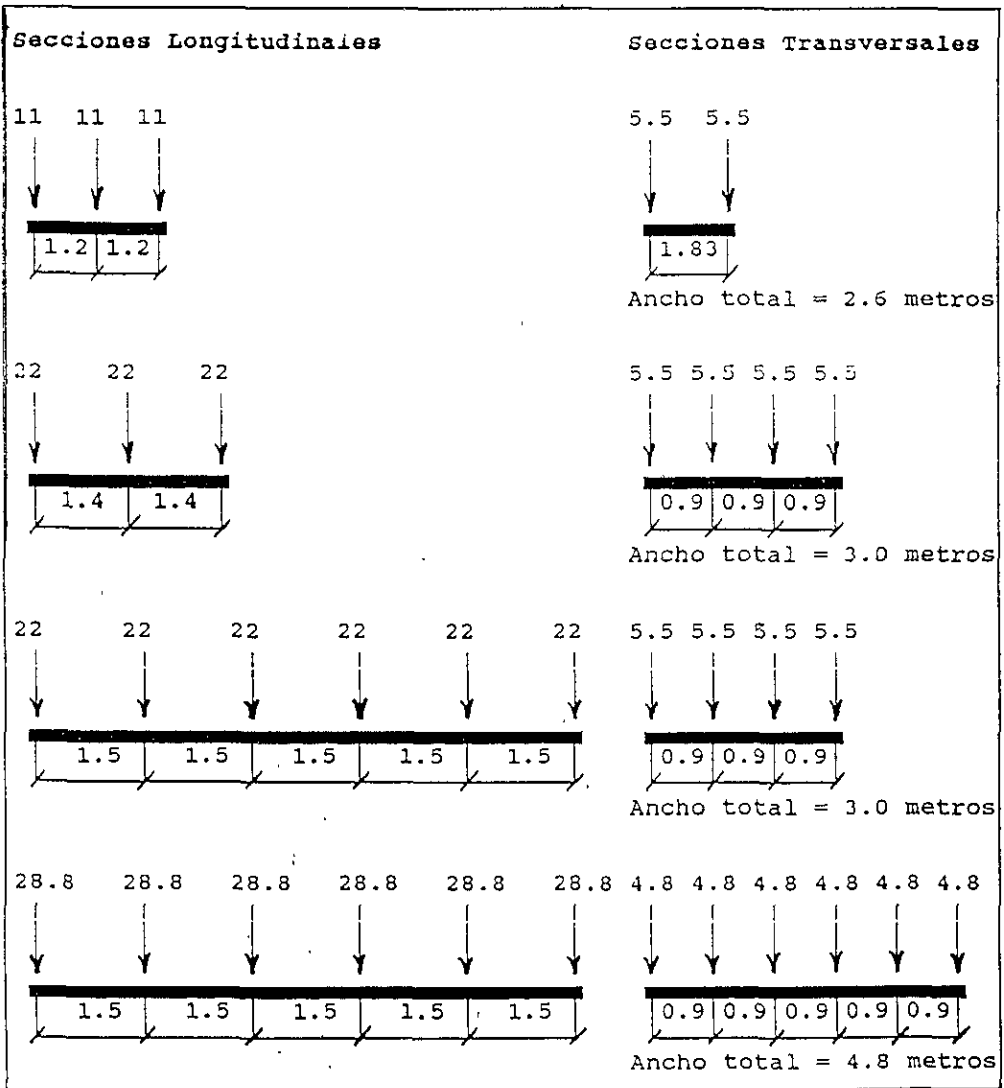 Secciones Longitudinales Secciones Transversales
11 11 11 5.5 5.5
1.2 1.2 1.83
Ancho total = 2.6 metros
22 22 22 5.5 5.5 5.5 5.5
1.4 1.4 0.9 0.9 0.9
Ancho total = 3.0 metros
22 22 22 22 22 22 5.5 5.5 5.5 5.5
1.5 1.5 1.5 1.5 1.5 0.9 0.9 0.9
Ancho total = 3.0 metros
28.8 28.8 28.8 28.8 28.8 28.8 4.8 4.8 4.8 4.8 4.8 4.8
1.5 1.5 1.5 1.5 1.5 0.9 0.9 0.9 0.9 0.9
Ancho total = 4.8 metros